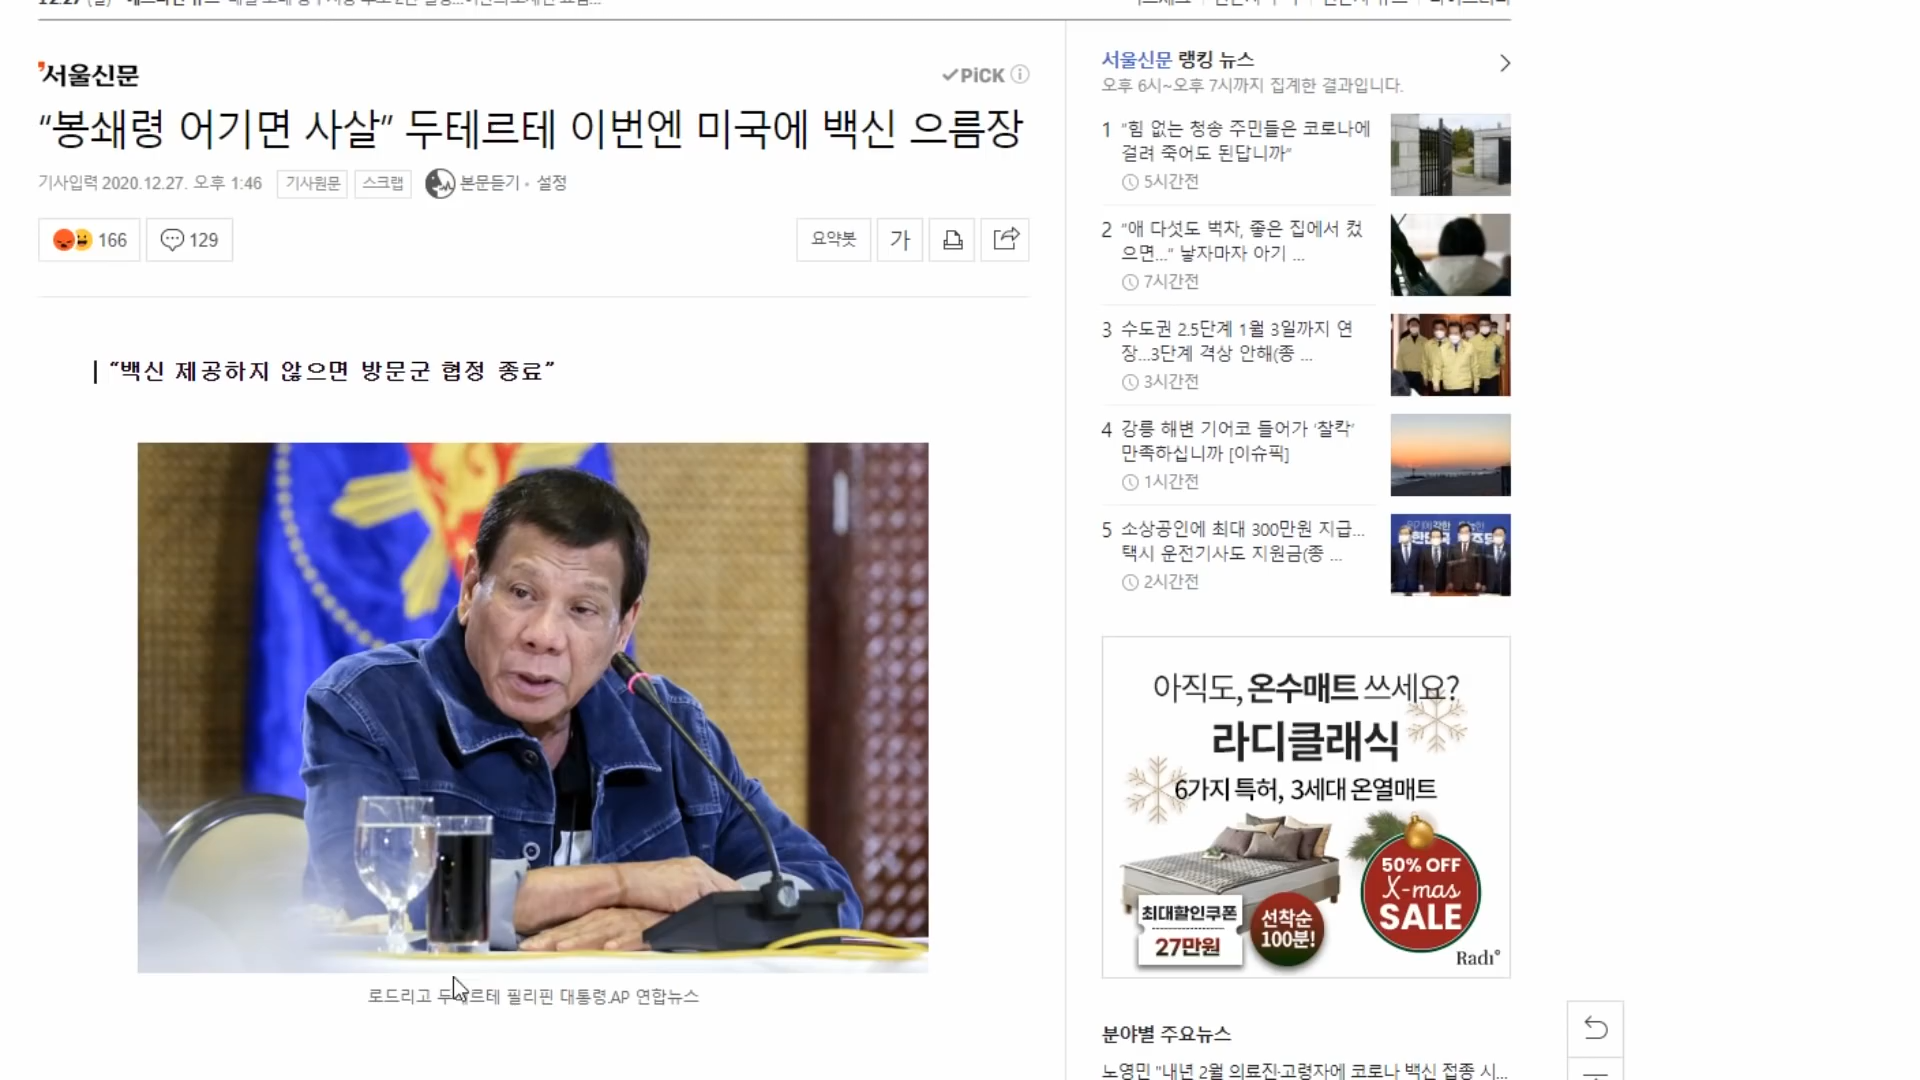 서울신문
PiCK
“봉쇄령 어기면 사살” 두테르테 이번엔 미국에 백신 으름장
기사입력 2020.12.27. 오후 1:46 기사원문 스크랩 본문듣기 · 설정
166 129 요약봇 가
“백신 제공하지 않으면 방문군 협정 종료”
로드리고 두테르테 필리핀 대통령.AP 연합뉴스
서울신문 랭킹 뉴스
오후 6시~오후 7시까지 집계한 결과입니다.
1 “힘 없는 청송 주민들은 코로나에
걸려 죽어도 된답니까”
5시간전
2 “애 다섯도 벅차, 좋은 집에서 컸
으면...” 낳자마자 아기 ...
7시간전
3 수도권 2.5단계 1월 3일까지 연
장...3단계 격상 안해(종 ...
3시간전
4 강릉 해변 기어코 들어가 ‘찰칵’
만족하십니까 [이슈픽]
1시간전
5 소상공인에 최대 300만원 지급...
택시 운전기사도 지원금(종 ...
2시간전
아직도, 온수매트 쓰세요?
라디클래식
6가지 특허, 3세대 온열매트
50% OFF
X-mas
SALE
최대할인쿠폰
27만원
선착순
100분!
Radi
분야별 주요뉴스
노영민 "내년 2월 의료진·고령자에 코로나 백신 접종 시...